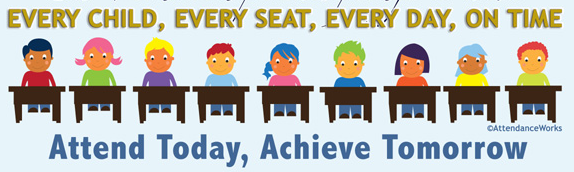 EVERY CHILD, EVERY SEAT, EVERY DAY, ON TIME
©AttendanceWorks
Attend Today, Achieve Tomorrow